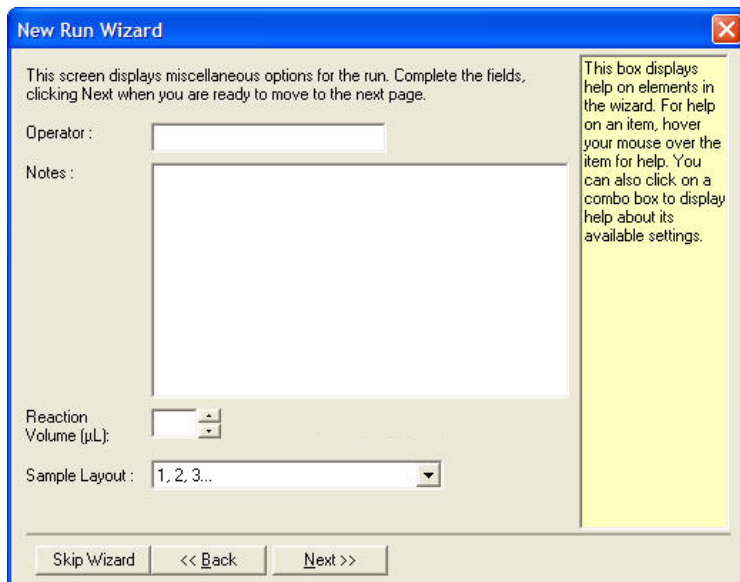 New Run Wizard
This screen displays miscellaneous options for the run. Complete the fields,
clicking Next when you are ready to move to the next page.
Operator :
Notes :
Reaction
Volume (µL):
Sample Layout :
1, 2, 3...
This box displays
help on elements in
the wizard. For help
on an item, hover
your mouse over the
item for help. You
can also click on a
combo box to display
help about its
available settings.
Skip Wizard
<< Back
Next >>